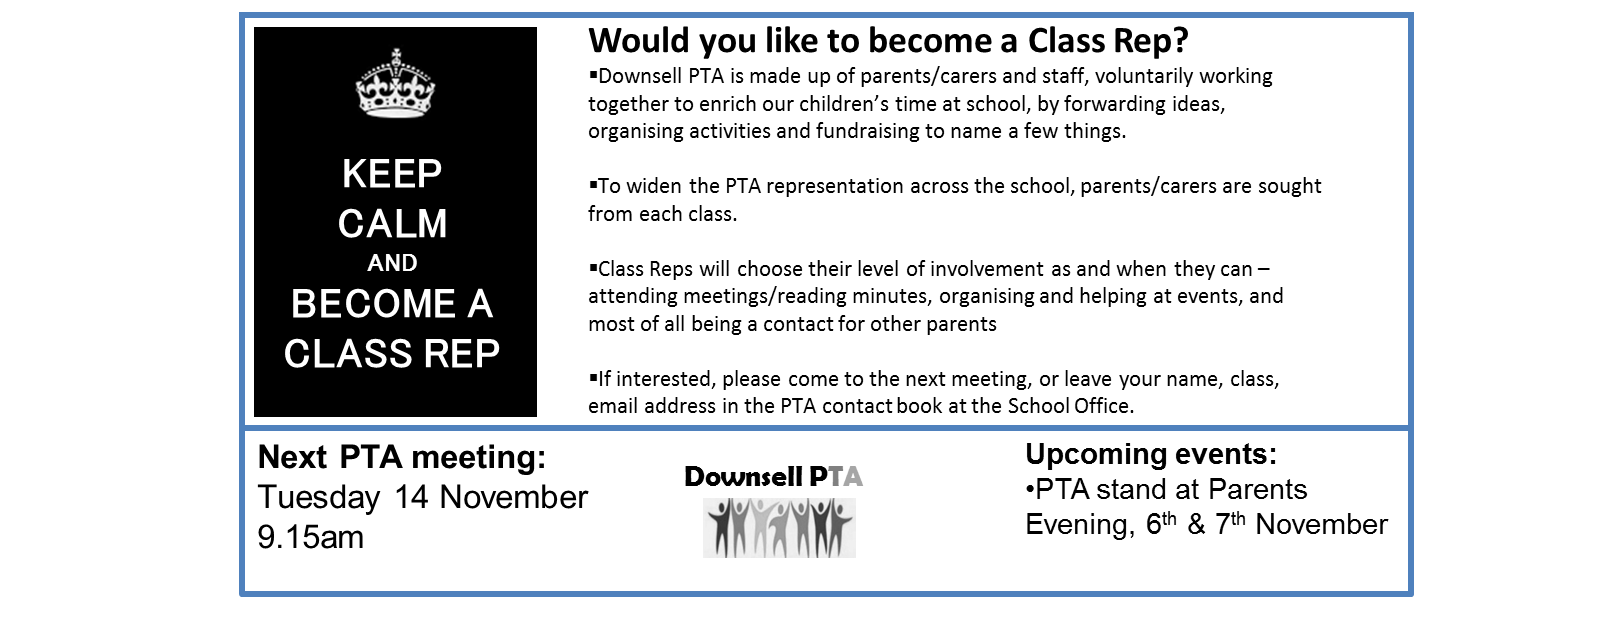 KEEP
CALM
AND
BECOME A
CLASS REP
Would you like to become a Class Rep?
▪Downsell PTA is made up of parents/carers and staff, voluntarily working
together to enrich our children’s time at school, by forwarding ideas,
organising activities and fundraising to name a few things.
▪To widen the PTA representation across the school, parents/carers are sought
from each class.
▪Class Reps will choose their level of involvement as and when they can –
attending meetings/reading minutes, organising and helping at events, and
most of all being a contact for other parents
▪If interested, please come to the next meeting, or leave your name, class,
email address in the PTA contact book at the School Office.
Next PTA meeting:
Tuesday 14 November
9.15am
Downsell PTA
Upcoming events:
•PTA stand at Parents
Evening, 6th & 7th November